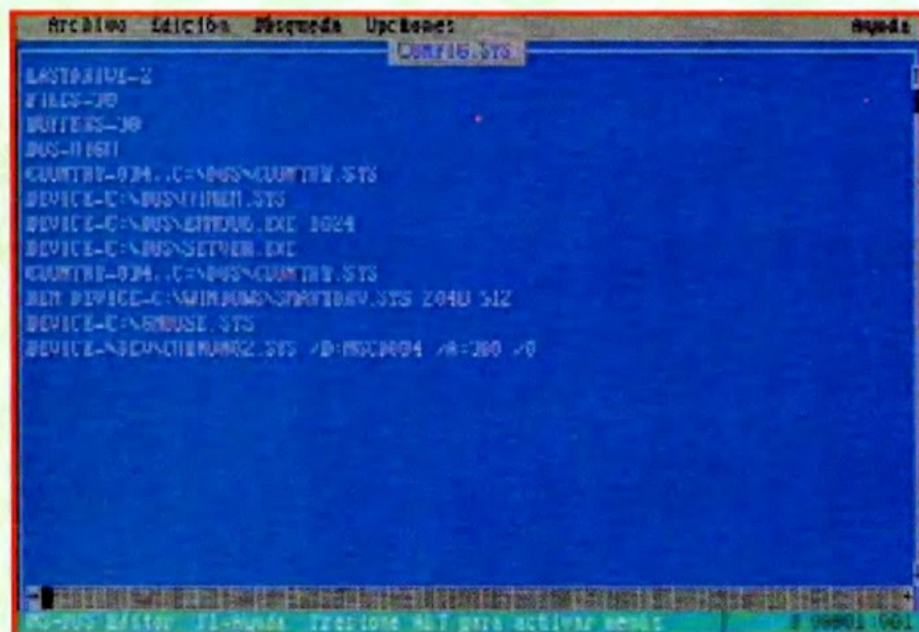 Archivo Edición Búsqueda Opciones Ayuda
CONFIG.SYS
LASTDRIVE=Z
FILES=30
BUFFERS=30
DOS=HIGH
COUNTRY=034,,C:\DOS\COUNTRY.SYS
DEVICE=C:\DOS\HIMEM.SYS
DEVICE=C:\DOS\EMM386.EXE 1024
DEVICE=C:\DOS\SETVER.EXE
COUNTRY=034,,C:\DOS\COUNTRY.SYS
REM DEVICE=C:\WINDOWS\SMARTDRV.SYS 2048 512
DEVICE=C:\GMOUSE.SYS
MS-DOS Editor F1=Ayuda Presione ALT para activar menús 00001:001